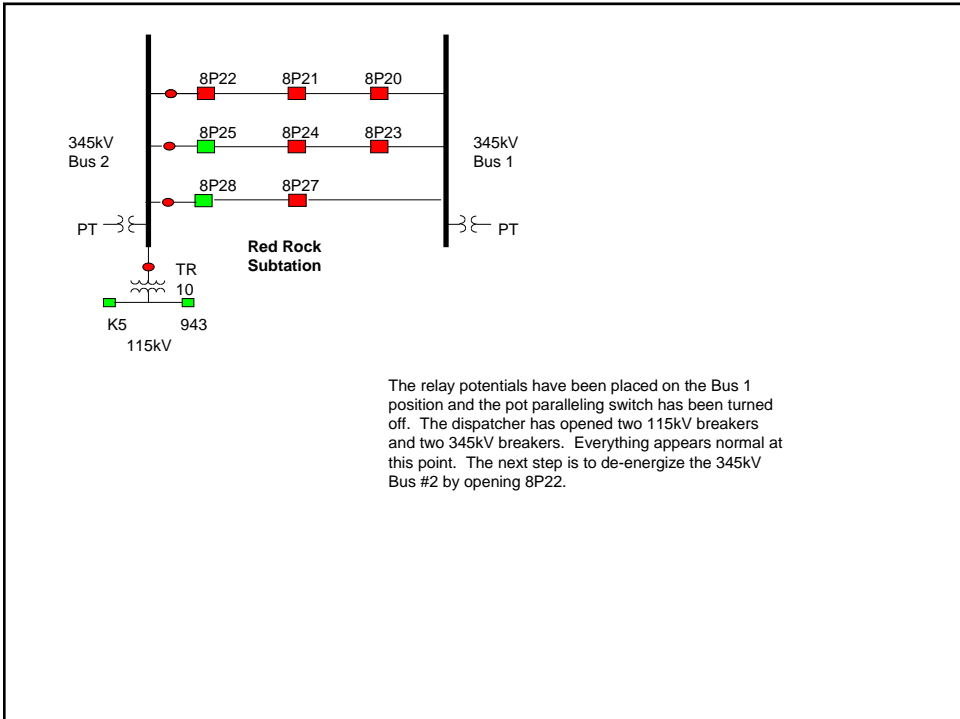 8P22 8P21 8P20
345kV
Bus 2
8P25 8P24 8P23
345kV
Bus 1
8P28 8P27
PT
PT
Red Rock
Subtation
TR
10
K5 943
115kV
The relay potentials have been placed on the Bus 1
position and the pot paralleling switch has been turned
off. The dispatcher has opened two 115kV breakers
and two 345kV breakers. Everything appears normal at
this point. The next step is to de-energize the 345kV
Bus #2 by opening 8P22.